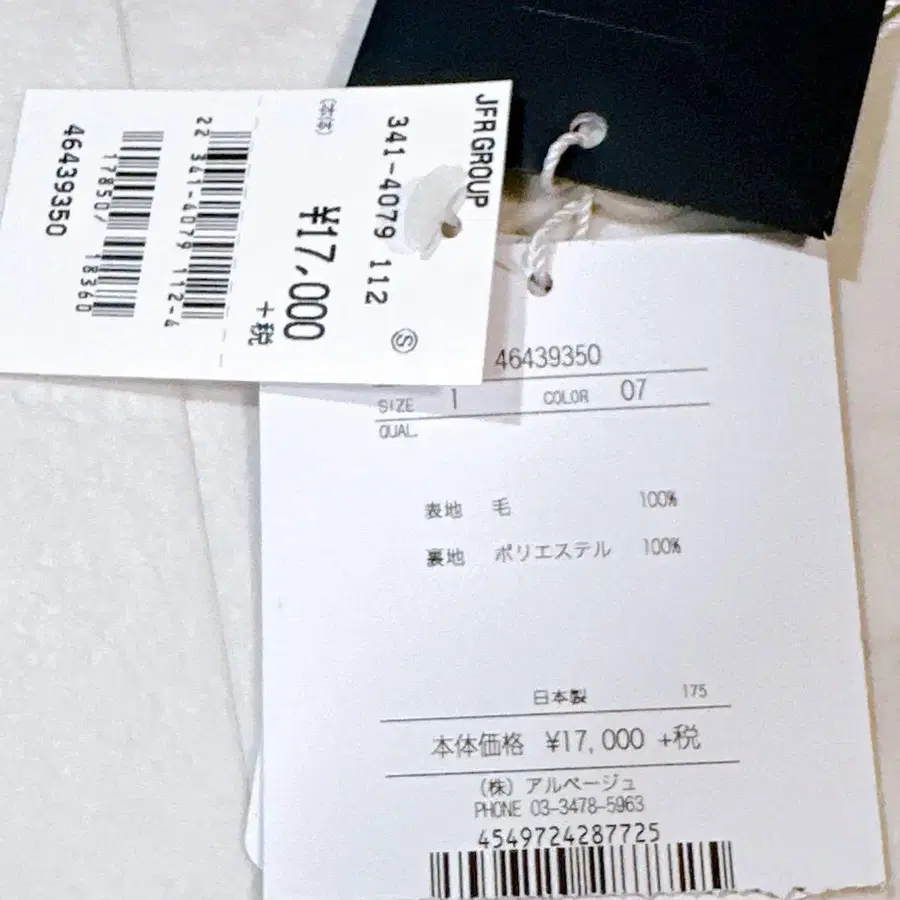 JFR GROUP
341-4079 112
Ⓢ
(本体)
¥17,000
+税
22 341-4079 112-4
17850/ 18360
46439350
46439350
SIZE 1 COLOR 07
QUAL.
表地 毛 100%
裏地 ポリエステル 100%
日本製 175
本体価格 ¥17,000 +税
(株) アルページュ
PHONE 03-3478-5963
4549724287725